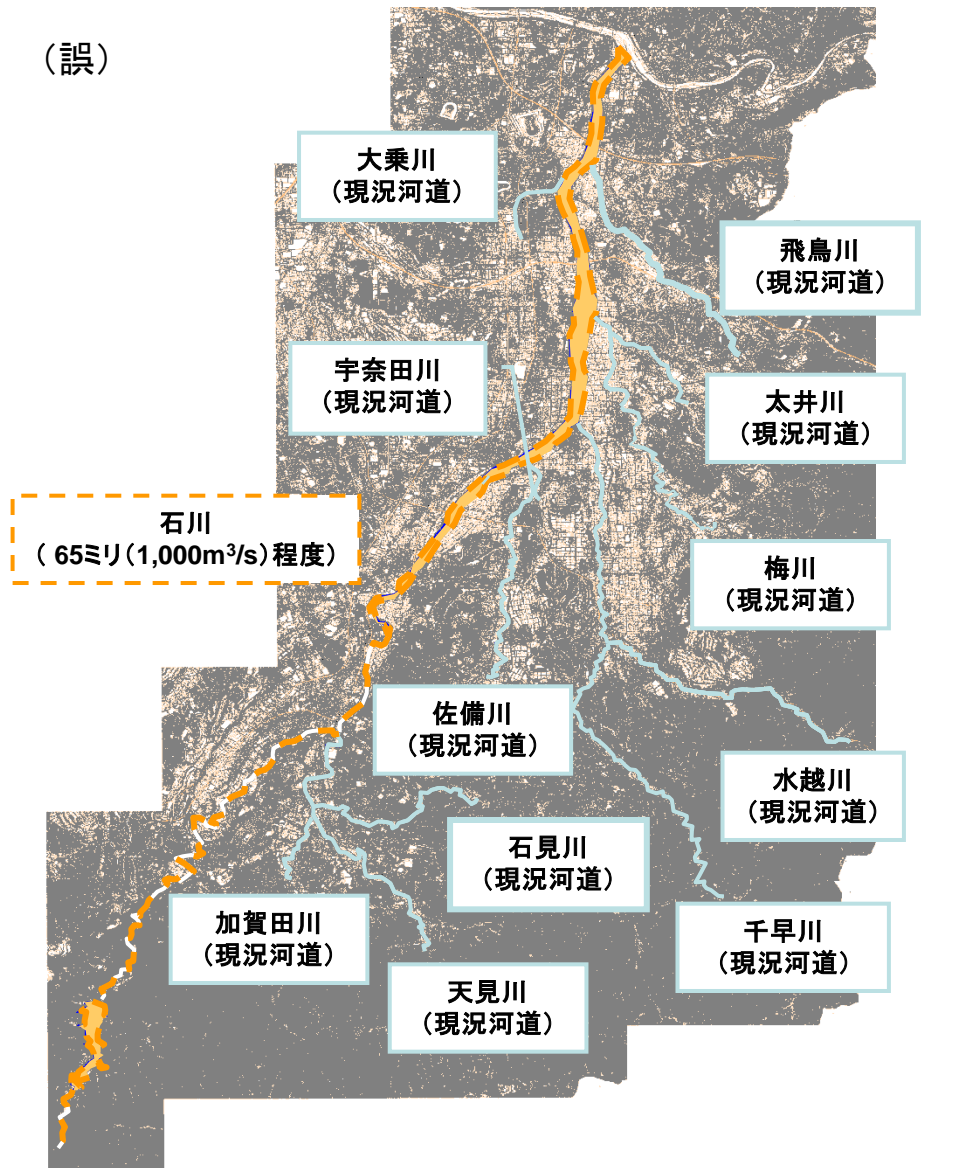 （誤）
大乗川
（現況河道）
飛鳥川
（現況河道）
宇奈田川
（現況河道）
太井川
（現況河道）
石川
（ 65ミリ（1,000m³/s）程度）
梅川
（現況河道）
佐備川
（現況河道）
水越川
（現況河道）
石見川
（現況河道）
加賀田川
（現況河道）
千早川
（現況河道）
天見川
（現況河道）